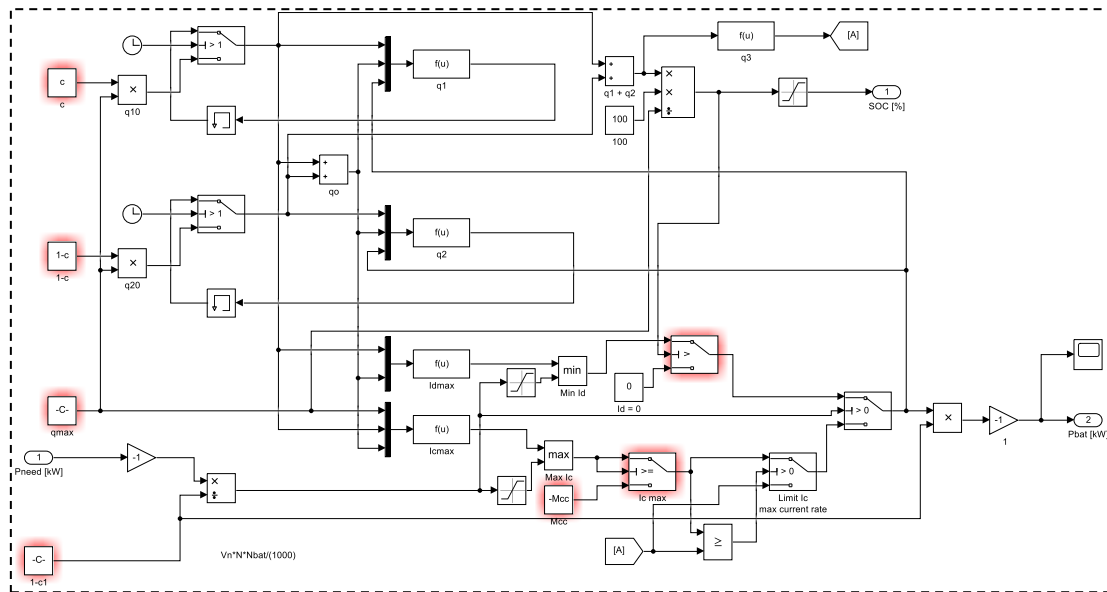 > 1
f(u)
q1
c
c
×
q10
+
+
q1 + q2
f(u)
q3
[A]
×
×
÷
100
100
1
SOC [%]
+
+
qo
> 1
f(u)
q2
1-c
1-c
×
q20
f(u)
Idmax
min
Min Id
>
0
Id = 0
-C-
qmax
f(u)
Icmax
> 0
×
-1
1
2
Pbat [kW]
1
Pneed [kW]
-1
×
÷
max
Max Ic
-Mcc
Mcc
>=
Ic max
> 0
Limit Ic
max current rate
[A]
≥
-C-
1-c1
Vn*N*Nbat/(1000)